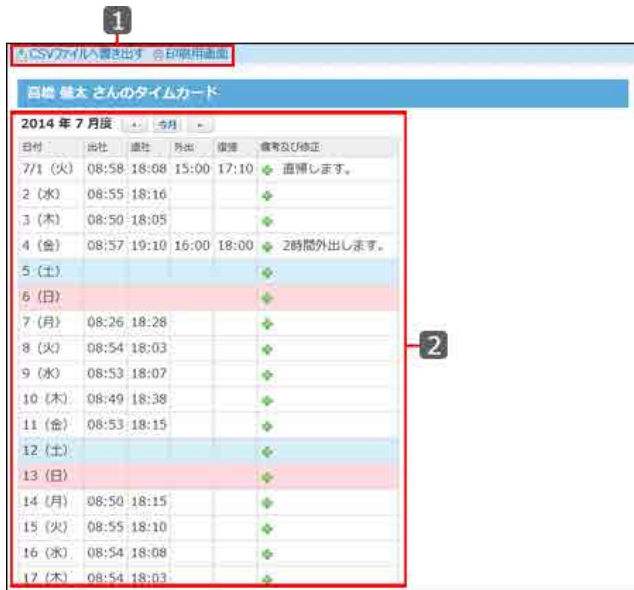 1
CSVファイルへ書き出す 印刷用画面
高橋 健太 さんのタイムカード
2014 年 7 月度 今月
日付 出社 退社 外出 復帰 備考及び修正
7/1 (火) 08:58 18:08 15:00 17:10 直帰します。
2 (水) 08:55 18:16
3 (木) 08:50 18:05
4 (金) 08:57 19:10 16:00 18:00 2時間外出します。
5 (土)
6 (日)
7 (月) 08:26 18:28
8 (火) 08:54 18:03
2
9 (水) 08:53 18:07
10 (木) 08:49 18:38
11 (金) 08:53 18:15
12 (土)
13 (日)
14 (月) 08:50 18:15
15 (火) 08:55 18:10
16 (水) 08:54 18:08
17 (木) 08:54 18:03